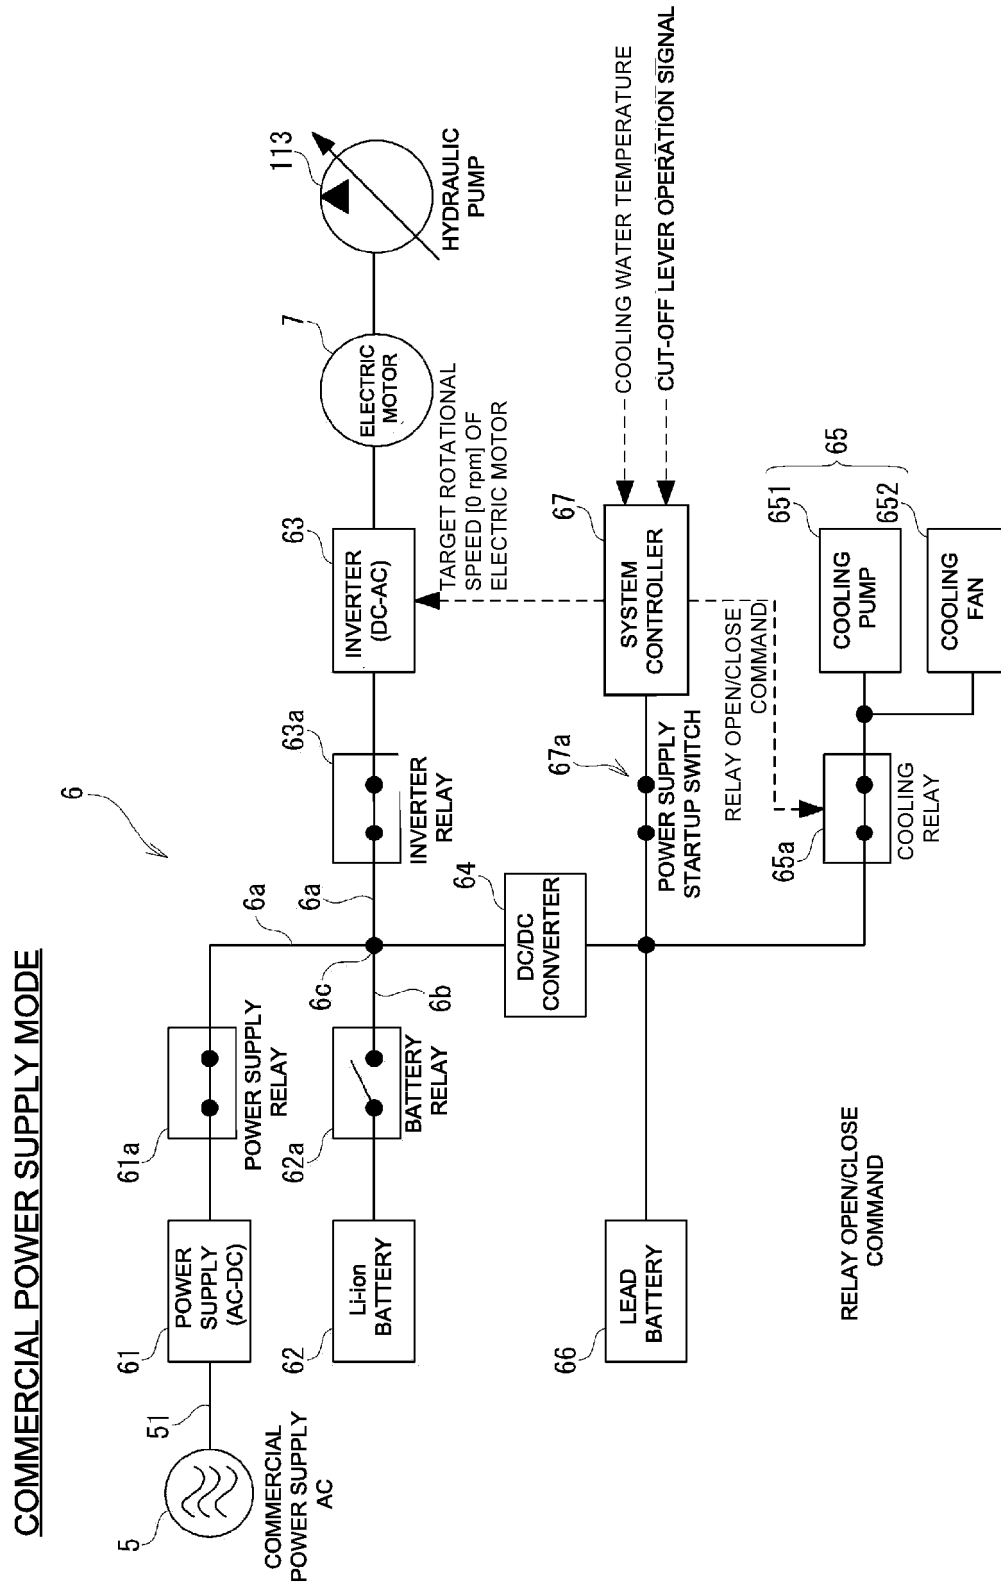 COMMERCIAL POWER SUPPLY MODE
6
5
COMMERCIAL
POWER SUPPLY
AC
51
61
POWER
SUPPLY
(AC-DC)
61a
POWER SUPPLY
RELAY
6a
62
Li-ion
BATTERY
62a
BATTERY
RELAY
6b
6c
6a
63a
INVERTER
RELAY
63
INVERTER
(DC-AC)
7
ELECTRIC
MOTOR
113
HYDRAULIC
PUMP
TARGET ROTATIONAL
SPEED [0 rpm] OF
ELECTRIC MOTOR
64
DC/DC
CONVERTER
66
LEAD
BATTERY
67a
POWER SUPPLY
STARTUP SWITCH
67
SYSTEM
CONTROLLER
COOLING WATER TEMPERATURE
CUT-OFF LEVER OPERATION SIGNAL
RELAY OPEN/CLOSE
COMMAND
65a
COOLING
RELAY
65
651
COOLING
PUMP
652
COOLING
FAN
RELAY OPEN/CLOSE
COMMAND